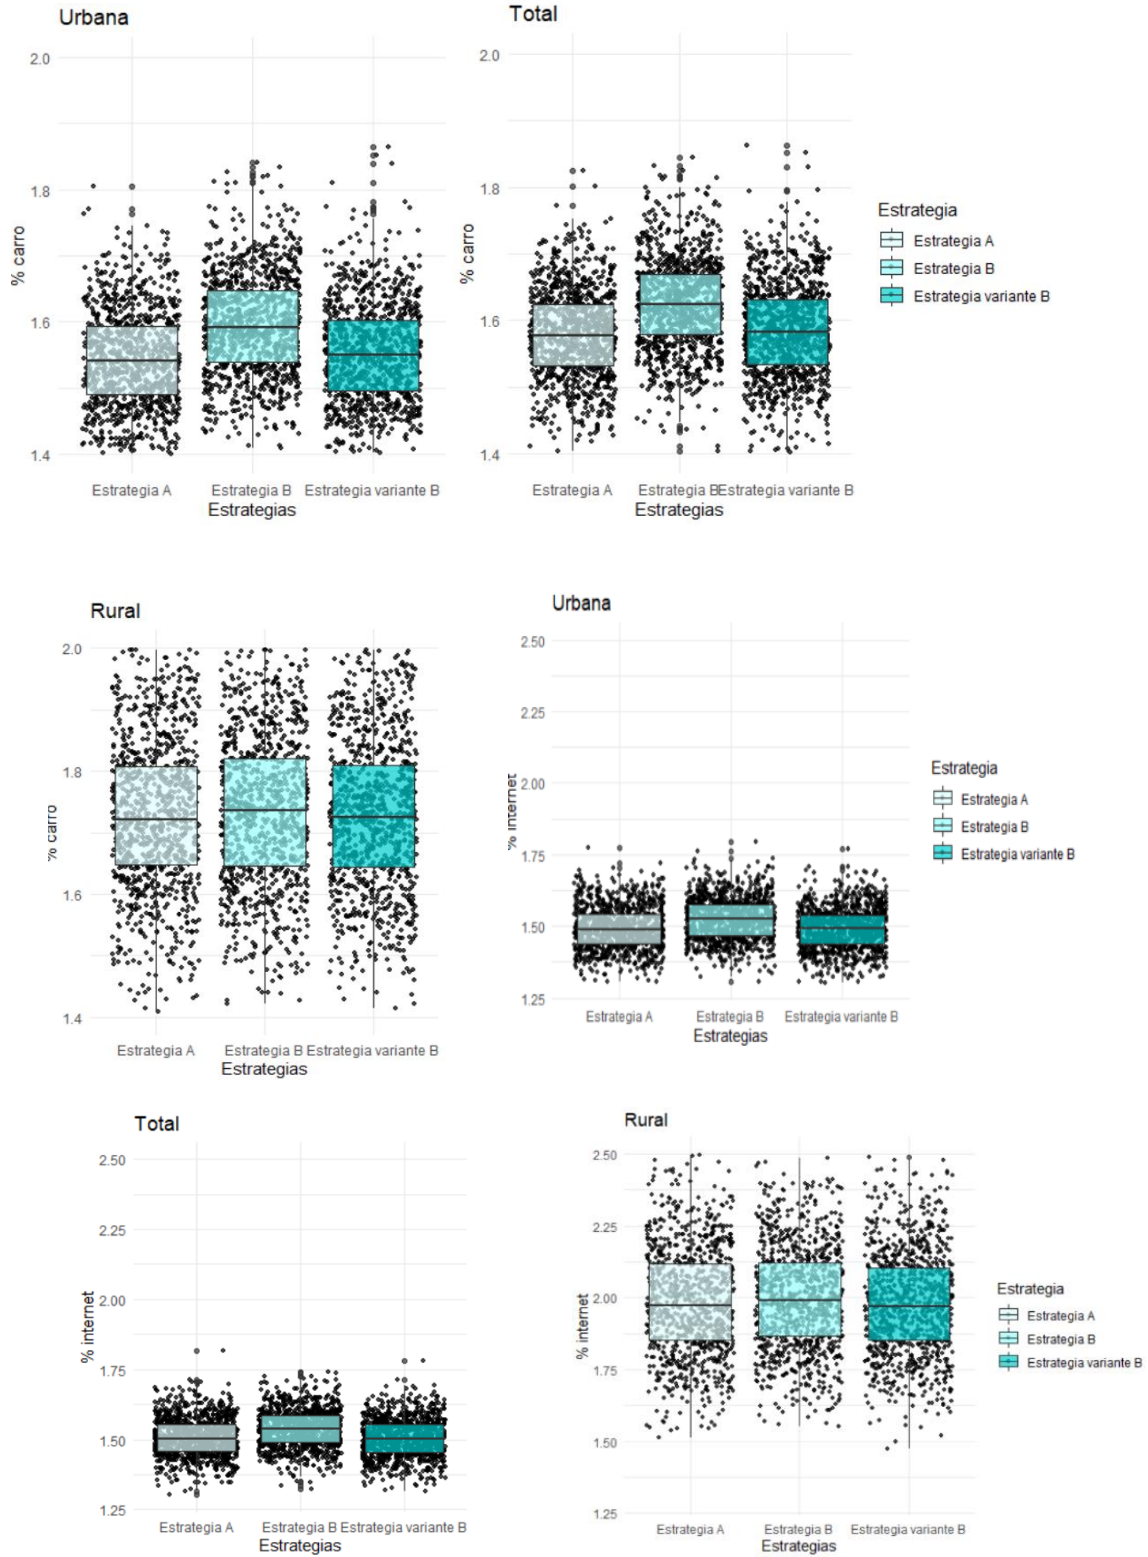 Urbana
2.0
1.8
1.6
1.4
% carro
Estrategia A
Estrategia B
Estrategia variante B
Estrategias
Total
2.0
1.8
1.6
1.4
% carro
Estrategia A
Estrategia B
Estrategia variante B
Estrategias
Estrategia
Estrategia A
Estrategia B
Estrategia variante B
Rural
2.0
1.8
1.6
1.4
% carro
Estrategia A
Estrategia B
Estrategia variante B
Estrategias
Urbana
2.50
2.25
2.00
1.75
1.50
1.25
% internet
Estrategia A
Estrategia B
Estrategia variante B
Estrategias
Estrategia
Estrategia A
Estrategia B
Estrategia variante B
Total
2.50
2.25
2.00
1.75
1.50
1.25
% internet
Estrategia A
Estrategia B
Estrategia variante B
Estrategias
Rural
2.50
2.25
2.00
1.75
1.50
1.25
% internet
Estrategia A
Estrategia B
Estrategia variante B
Estrategias
Estrategia
Estrategia A
Estrategia B
Estrategia variante B